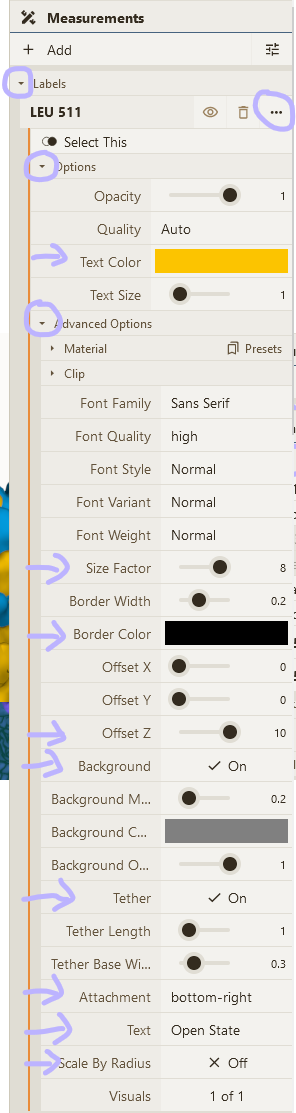 Measurements
+ Add
Labels
LEU 511
Select This
Options
Opacity 1
Quality Auto
Text Color
Text Size 1
Advanced Options
Material Presets
Clip
Font Family Sans Serif
Font Quality high
Font Style Normal
Font Variant Normal
Font Weight Normal
Size Factor 8
Border Width 0.2
Border Color
Offset X 0
Offset Y 0
Offset Z 10
Background On
Background M... 0.2
Background C...
Background O... 1
Tether On
Tether Length 1
Tether Base Wi... 0.3
Attachment bottom-right
Text Open State
Scale By Radius Off
Visuals 1 of 1